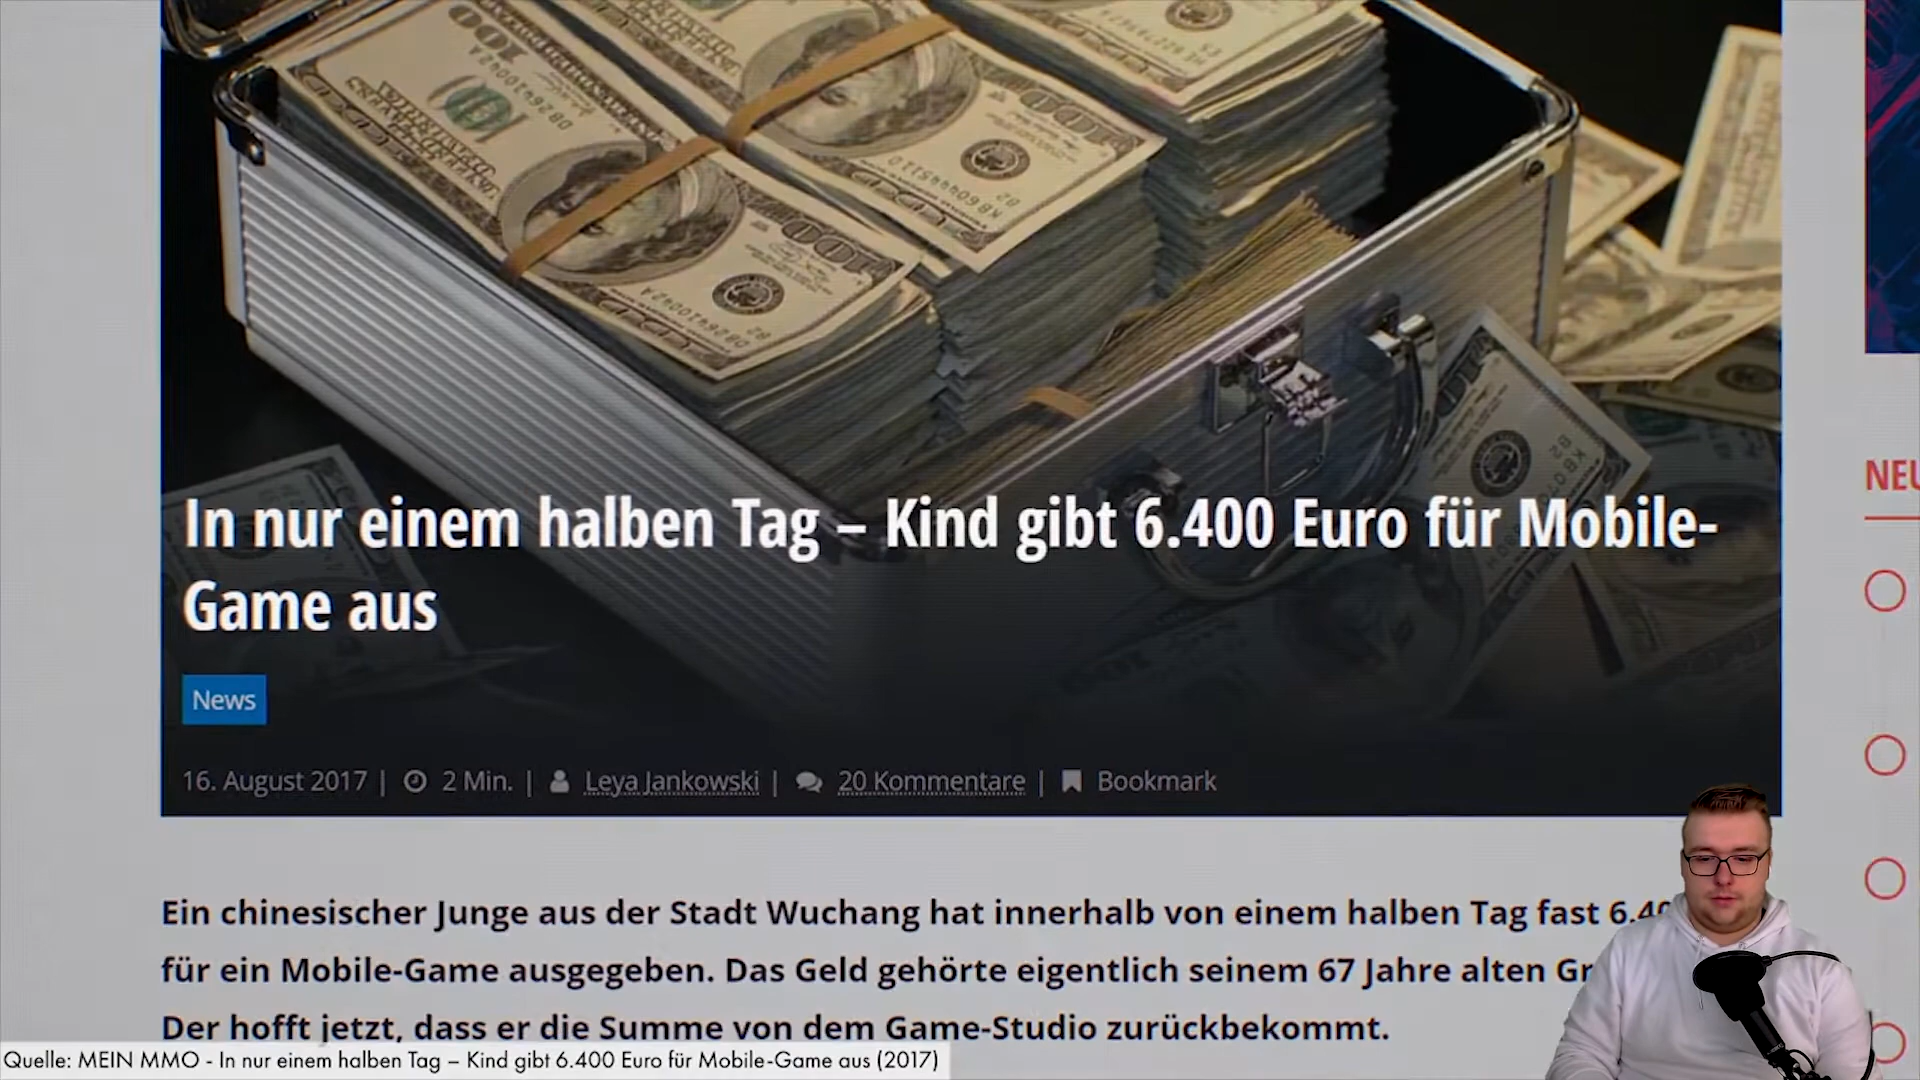 In nur einem halben Tag – Kind gibt 6.400 Euro für Mobile-
Game aus
News
16. August 2017 | 2 Min. | Leya Jankowski | 20 Kommentare | Bookmark
Ein chinesischer Junge aus der Stadt Wuchang hat innerhalb von einem halben Tag fast
für ein Mobile-Game ausgegeben. Das Geld gehörte eigentlich seinem 67 Jahre alten
Der hofft jetzt, dass er die Summe von dem Game-Studio zurückbekommt.
Quelle: MEIN MMO - In nur einem halben Tag – Kind gibt 6.400 Euro für Mobile-Game aus (2017)